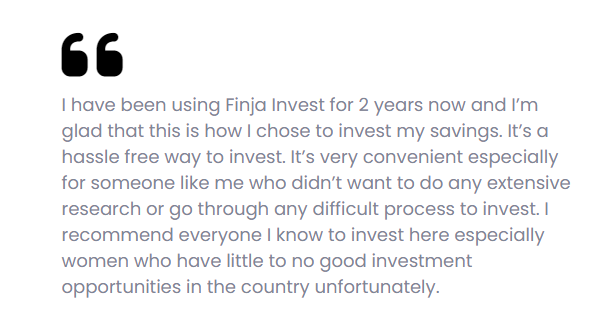 I have been using Finja Invest for 2 years now and I’m
glad that this is how I chose to invest my savings. It’s a
hassle free way to invest. It’s very convenient especially
for someone like me who didn’t want to do any extensive
research or go through any difficult process to invest. I
recommend everyone I know to invest here especially
women who have little to no good investment
opportunities in the country unfortunately.